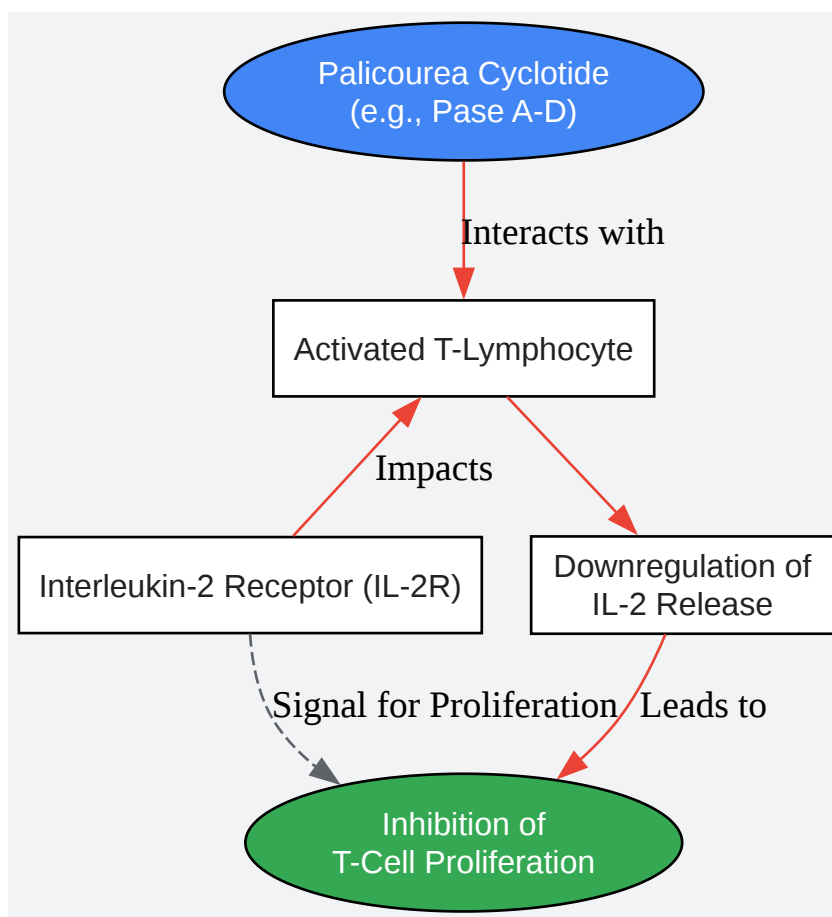 Palicourea Cyclotide
(e.g., Pase A-D)
Interacts with
Activated T-Lymphocyte
Impacts
Interleukin-2 Receptor (IL-2R)
Downregulation of
IL-2 Release
Signal for Proliferation
Leads to
Inhibition of
T-Cell Proliferation